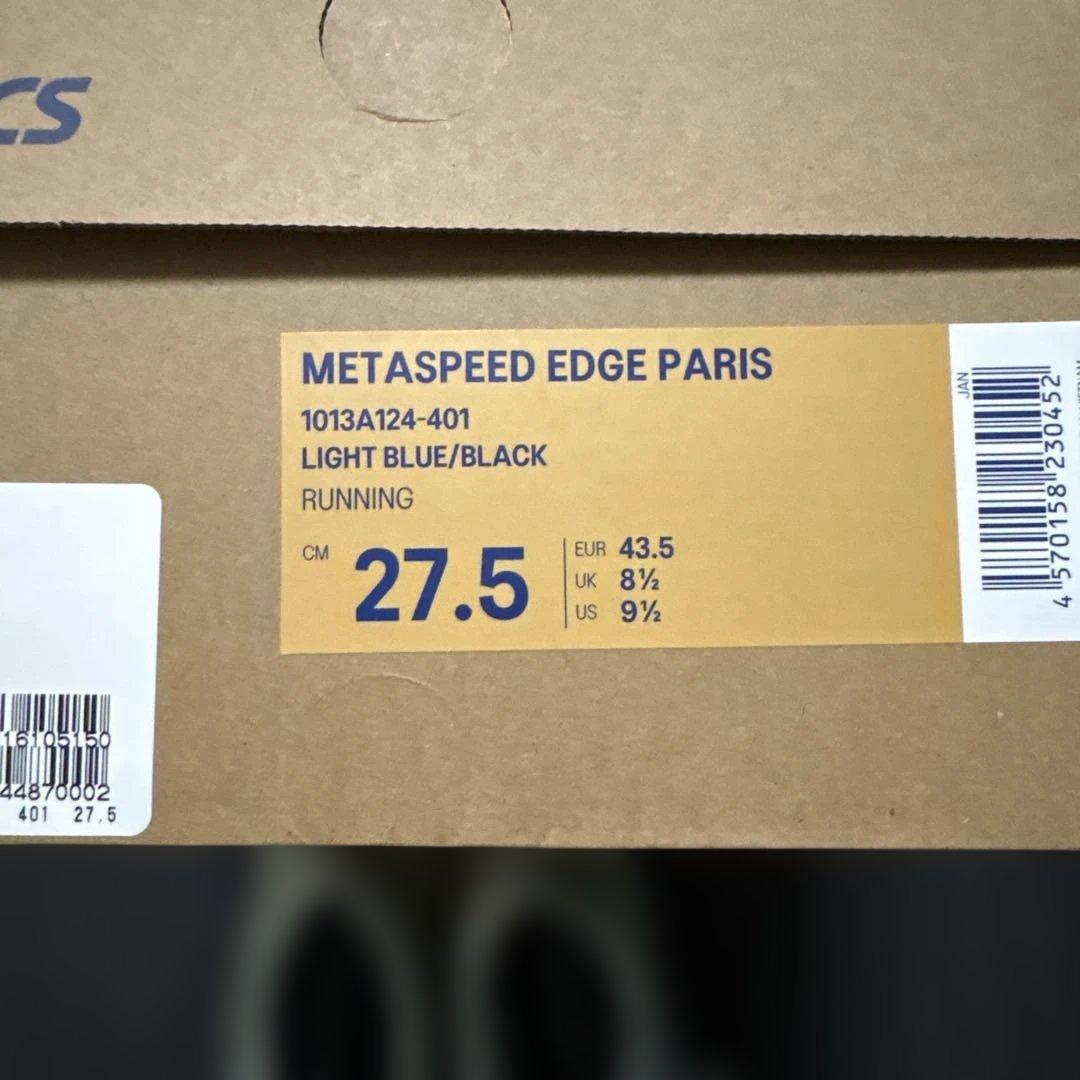 CS
METASPEED EDGE PARIS
1013A124-401
LIGHT BLUE/BLACK
RUNNING
CM 27.5
EUR 43.5
UK 8½
US 9½
JAN
4 570158 230452
16105150
44870002
401 27.5